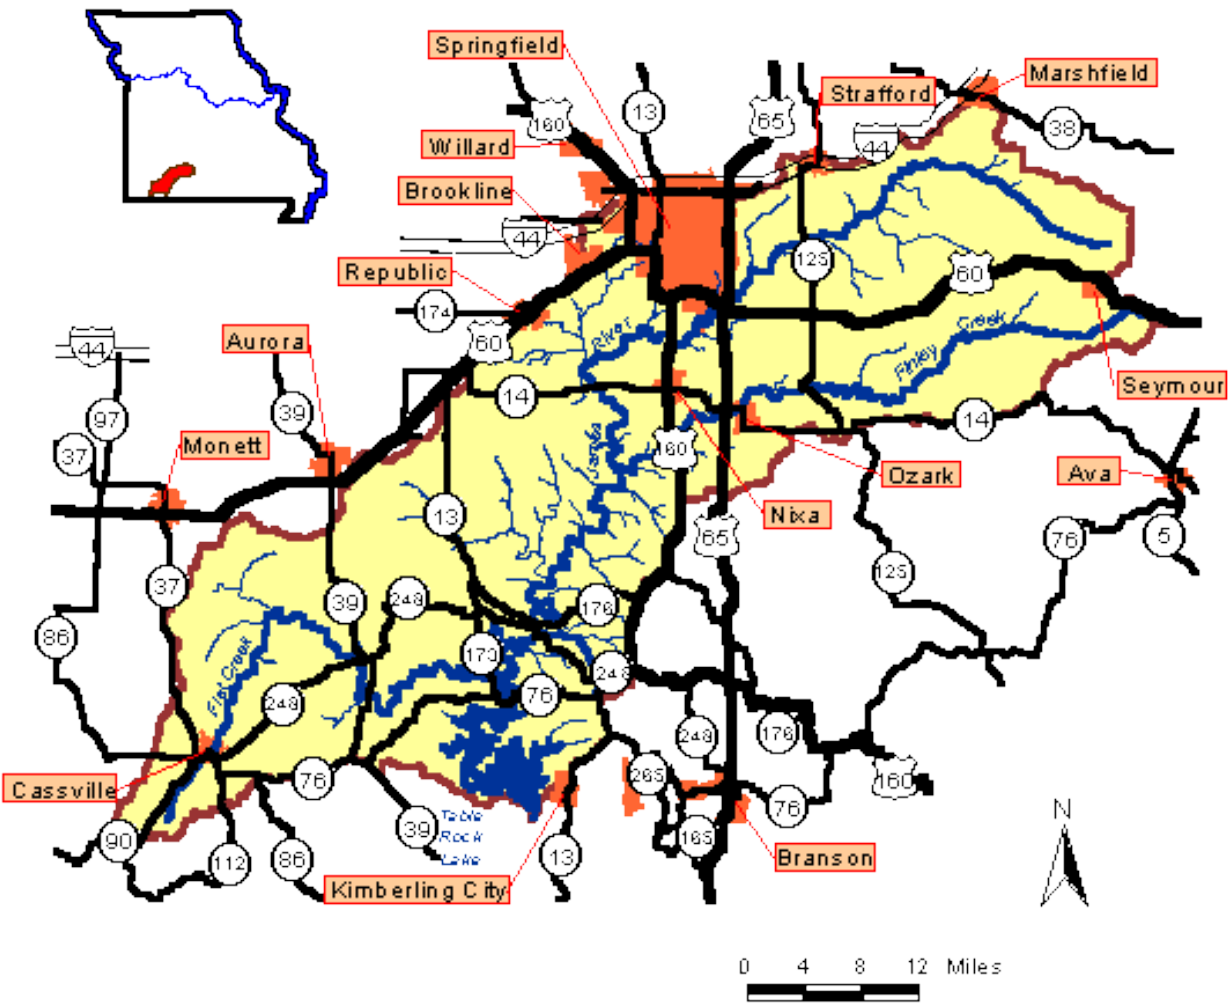 Springfield
Marshfield
Strafford
160
13
65
38
44
Willard
Brookline
44
125
60
Republic
174
60
River
Creek
Finley
44
Aurora
Seymour
97
39
14
14
37
Monett
James
160
Ozark
Ava
13
Nixa
65
76
5
37
125
39
248
176
86
173
248
Flat Creek
248
76
248
176
76
265
160
Cassville
76
39
Table
Rock
Lake
90
165
N
112
86
13
Branson
Kimberling City
0 4 8 12 Miles